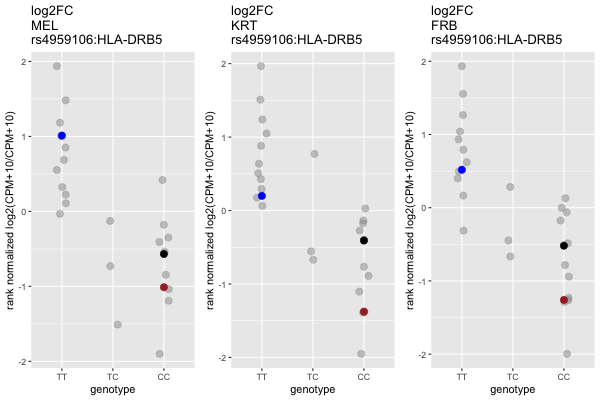 log2FC
MEL
rs4959106:HLA-DRB5
rank normalized log2(CPM+10/CPM+10)
2
1
0
-1
-2
TT
TC
CC
genotype
log2FC
KRT
rs4959106:HLA-DRB5
rank normalized log2(CPM+10/CPM+10)
2
1
0
-1
-2
TT
TC
CC
genotype
log2FC
FRB
rs4959106:HLA-DRB5
rank normalized log2(CPM+10/CPM+10)
2
1
0
-1
-2
TT
TC
CC
genotype